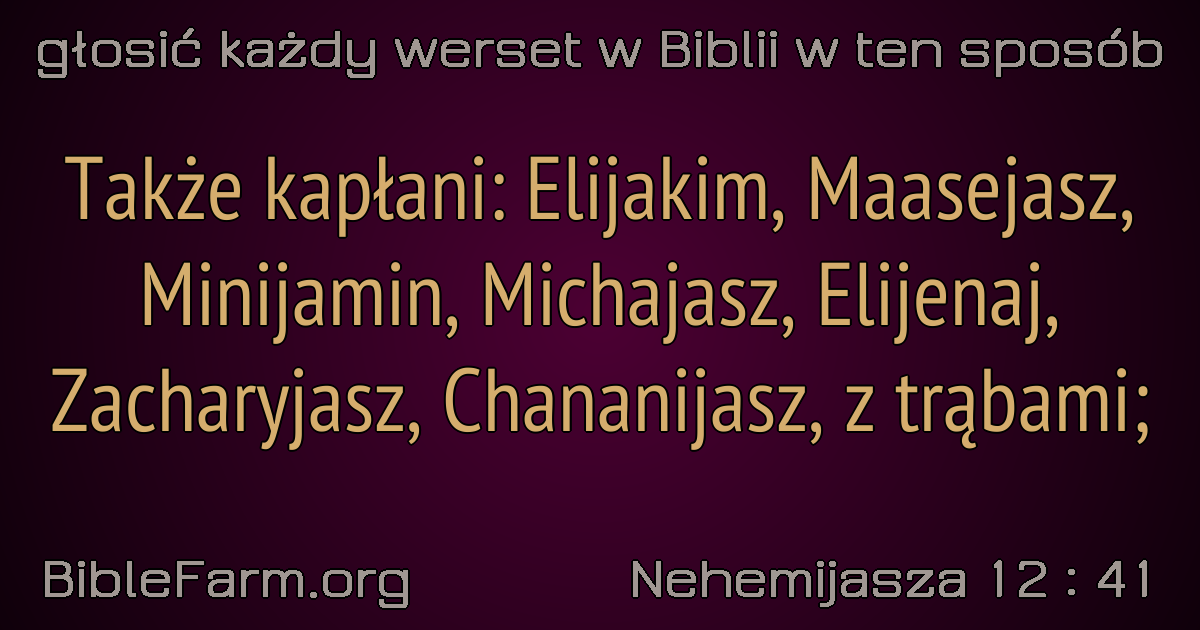 głosić każdy werset w Biblii w ten sposób
Także kapłani: Elijakim, Maasejasz,
Minijamin, Michajasz, Elijenaj,
Zacharyjasz, Chananijasz, z trąbami;
BibleFarm.org
Nehemijasza 12 : 41